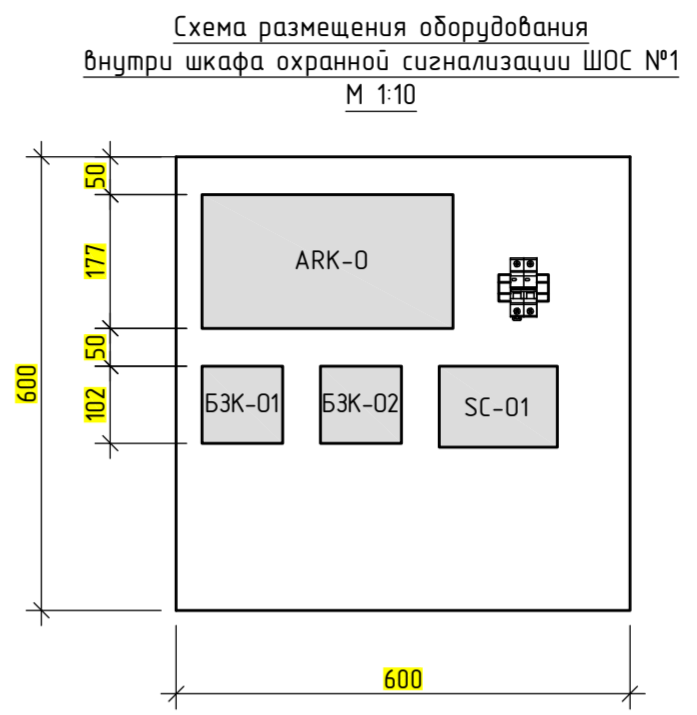 Схема размещения оборудования
внутри шкафа охранной сигнализации ШОС №1
М 1:10
50
177
ARK-0
50
600
102
БЗК-01
БЗК-02
SC-01
600